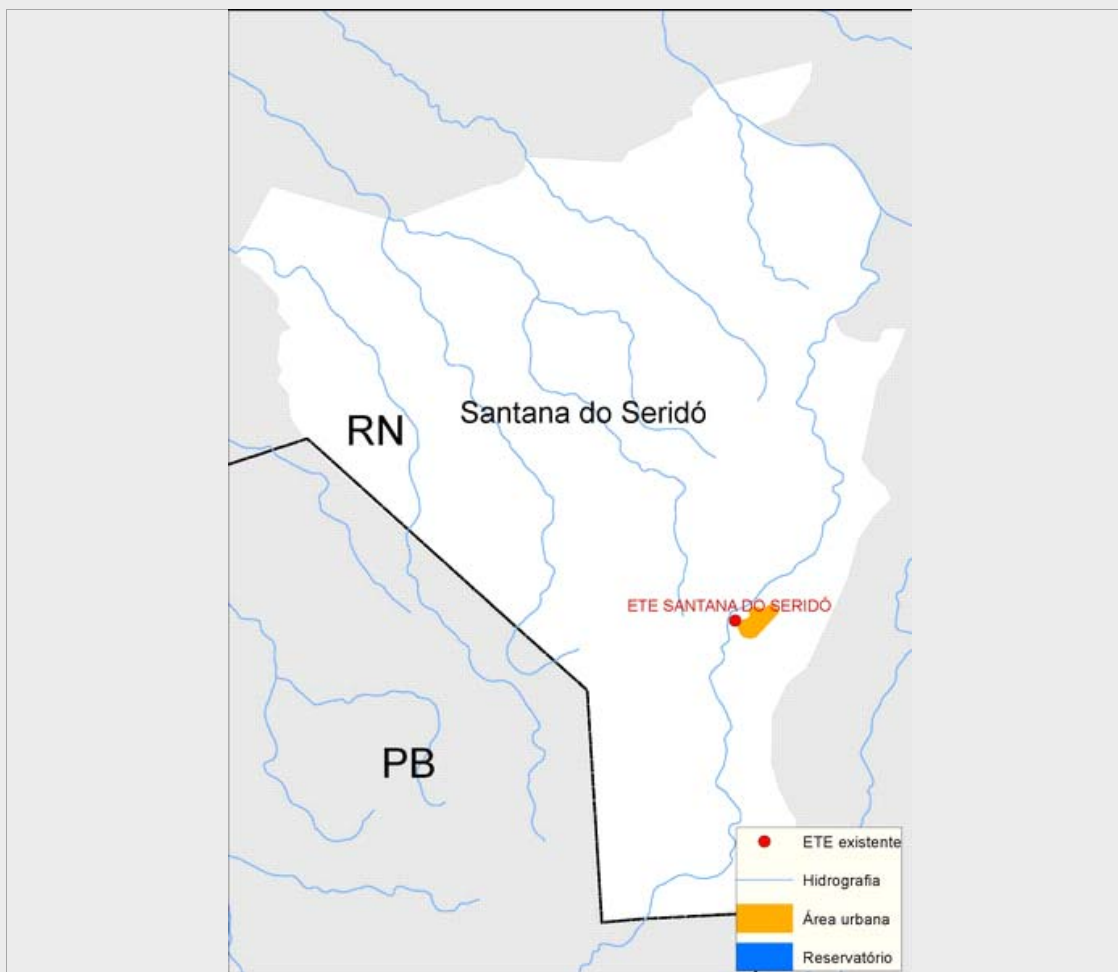 Santana do Seridó
RN
ETE SANTANA DO SERIDÓ
PB
ETE existente
Hidrografia
Área urbana
Reservatório